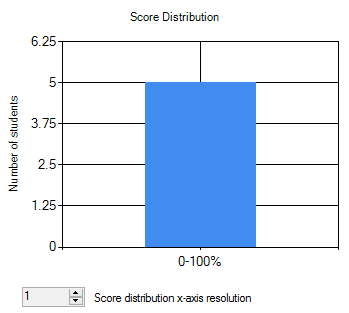 Score Distribution
6.25
5
3.75
2.5
1.25
0
Number of students
0-100%
1
Score distribution x-axis resolution